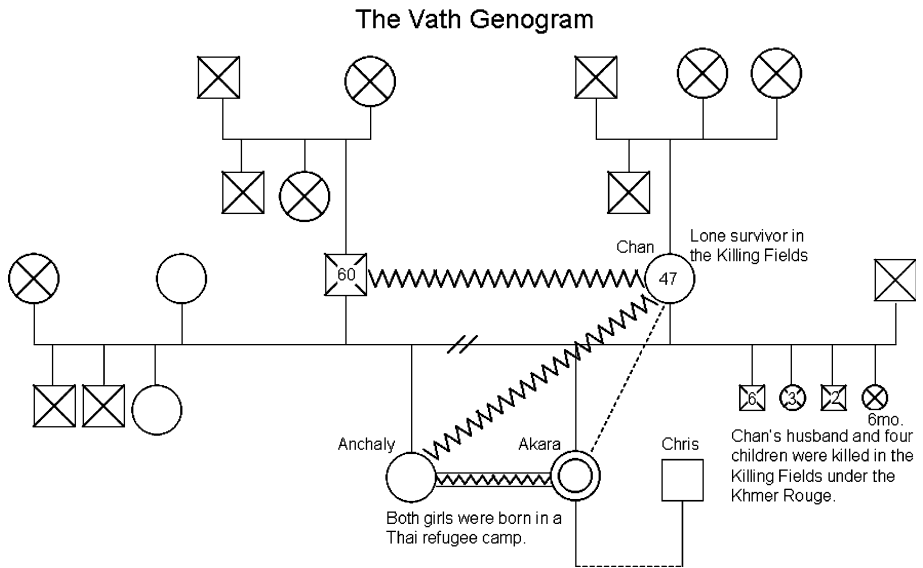 The Vath Genogram
Chan
Lone survivor in
the Killing Fields
60
47
6
3
2
6mo.
Anchaly
Akara
Chris
Chan's husband and four
children were killed in the
Killing Fields under the
Khmer Rouge.
Both girls were born in a
Thai refugee camp.